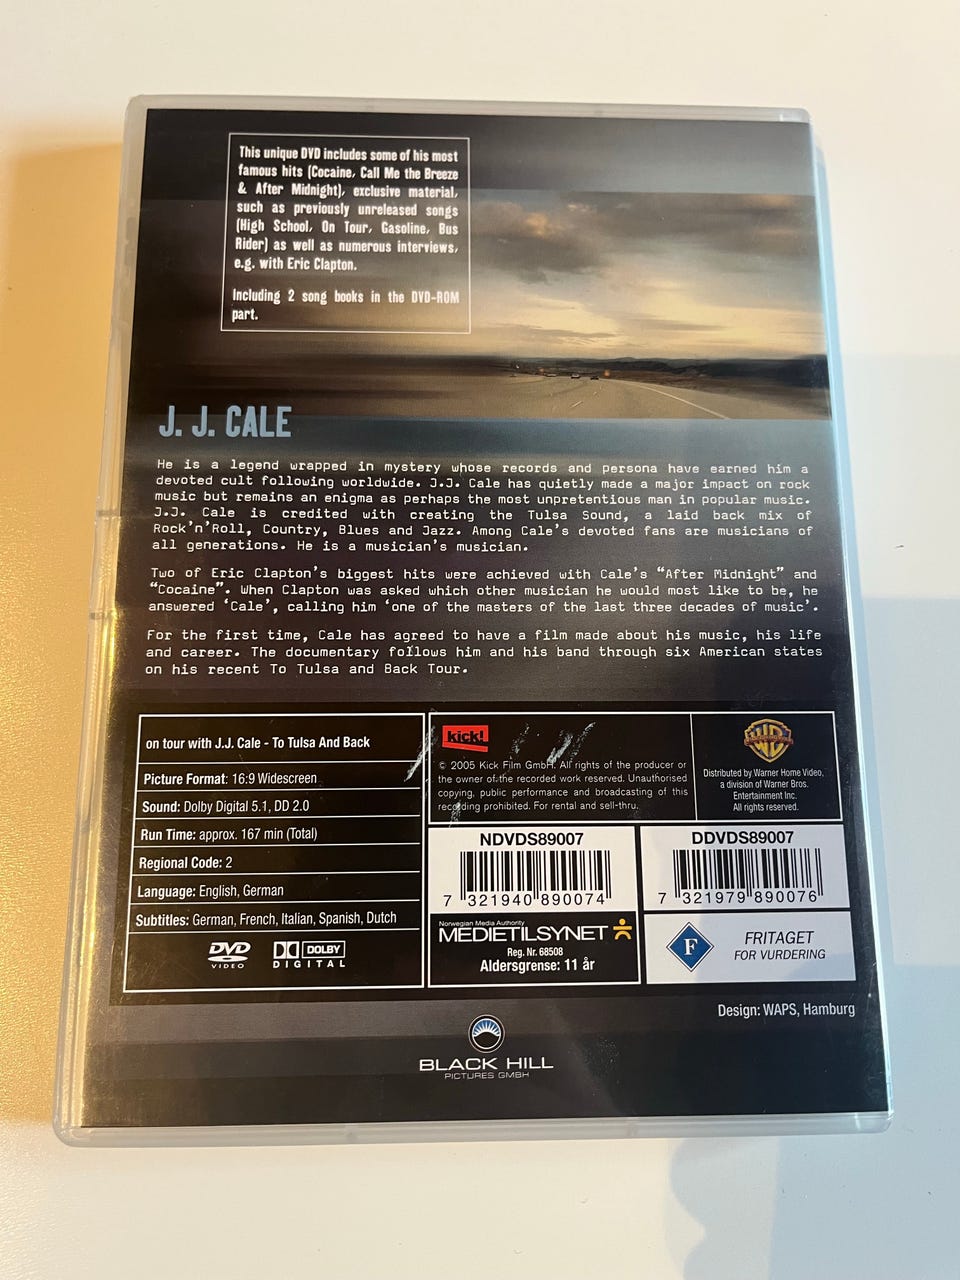 This unique DVD includes some of his most
famous hits (Cocaine, Call Me the Breeze
& After Midnight), exclusive material,
such as previously unreleased songs
(High School, On Tour, Gasoline, Bus
Rider) as well as numerous interviews,
e.g. with Eric Clapton.
Including 2 song books in the DVD-ROM
part.
J. J. CALE
He is a legend wrapped in mystery whose records and persona have earned him a
devoted cult following worldwide. J.J. Cale has quietly made a major impact on rock
music but remains an enigma as perhaps the most unpretentious man in popular music.
J.J. Cale is credited with creating the Tulsa Sound, a laid back mix of
Rock'n'Roll, Country, Blues and Jazz. Among Cale's devoted fans are musicians of
all generations. He is a musician's musician.
Two of Eric Clapton's biggest hits were achieved with Cale's “After Midnight” and
“Cocaine”. When Clapton was asked which other musician he would most like to be, he
answered ‘Cale’, calling him ‘one of the masters of the last three decades of music’.
For the first time, Cale has agreed to have a film made about his music, his life
and career. The documentary follows him and his band through six American states
on his recent To Tulsa and Back Tour.
on tour with J.J. Cale - To Tulsa And Back
Picture Format: 16:9 Widescreen
Sound: Dolby Digital 5.1, DD 2.0
Run Time: approx. 167 min (Total)
Regional Code: 2
Language: English, German
Subtitles: German, French, Italian, Spanish, Dutch
DVD
VIDEO
DOLBY
DIGITAL
kick!
© 2005 Kick Film GmbH. All rights of the producer or
the owner of the recorded work reserved. Unauthorised
copying, public performance and broadcasting of this
recording prohibited. For rental and sell-thru.
WB
Distributed by Warner Home Video,
a division of Warner Bros.
Entertainment Inc.
All rights reserved.
NDVDS89007
7 321940 890074
DDVDS89007
7 321979 890076
Norwegian Media Authority
MEDIETILSYNET
Reg. Nr. 68508
Aldersgrense: 11 år
F
FRITAGET
FOR VURDERING
Design: WAPS, Hamburg
BLACK HILL
PICTURES GMBH